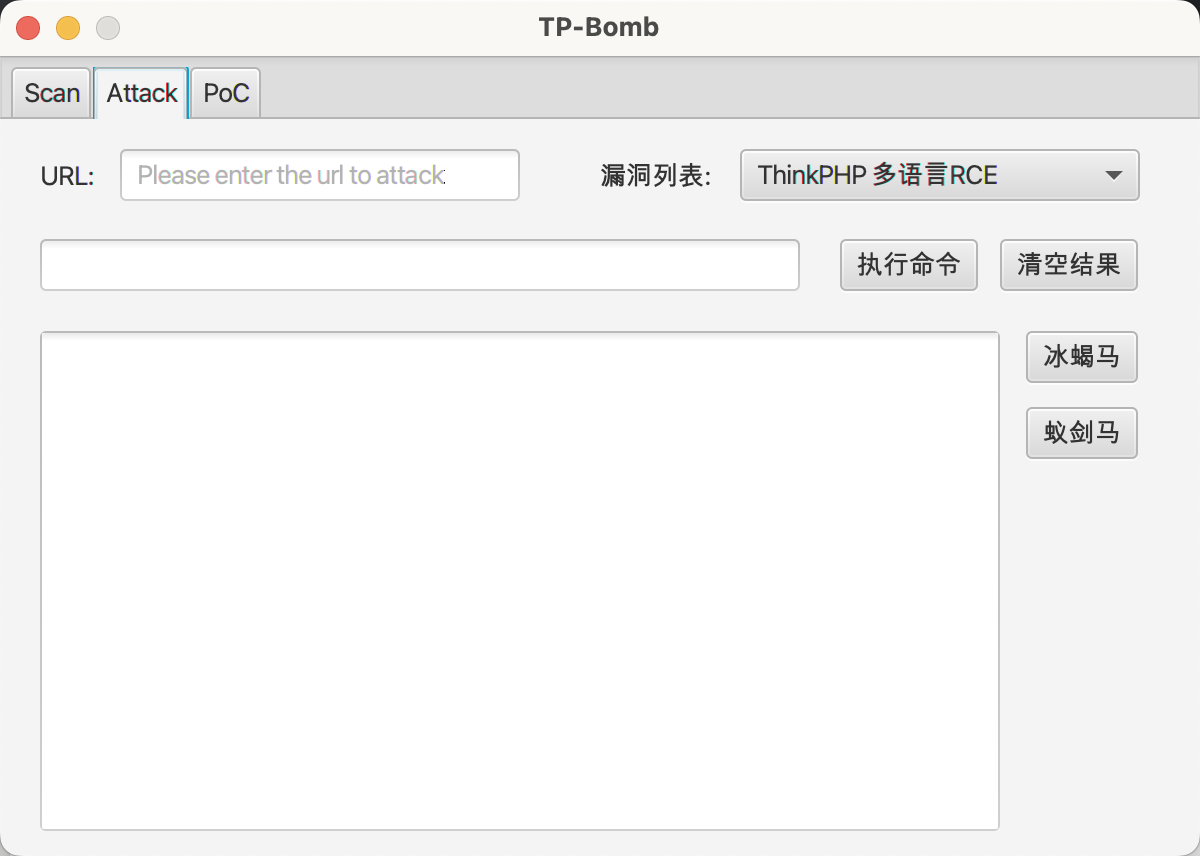 TP-Bomb
Scan Attack PoC
URL: Please enter the url to attack: 漏洞列表: ThinkPHP 多语言RCE
执行命令 清空结果
冰蝎马
蚁剑马